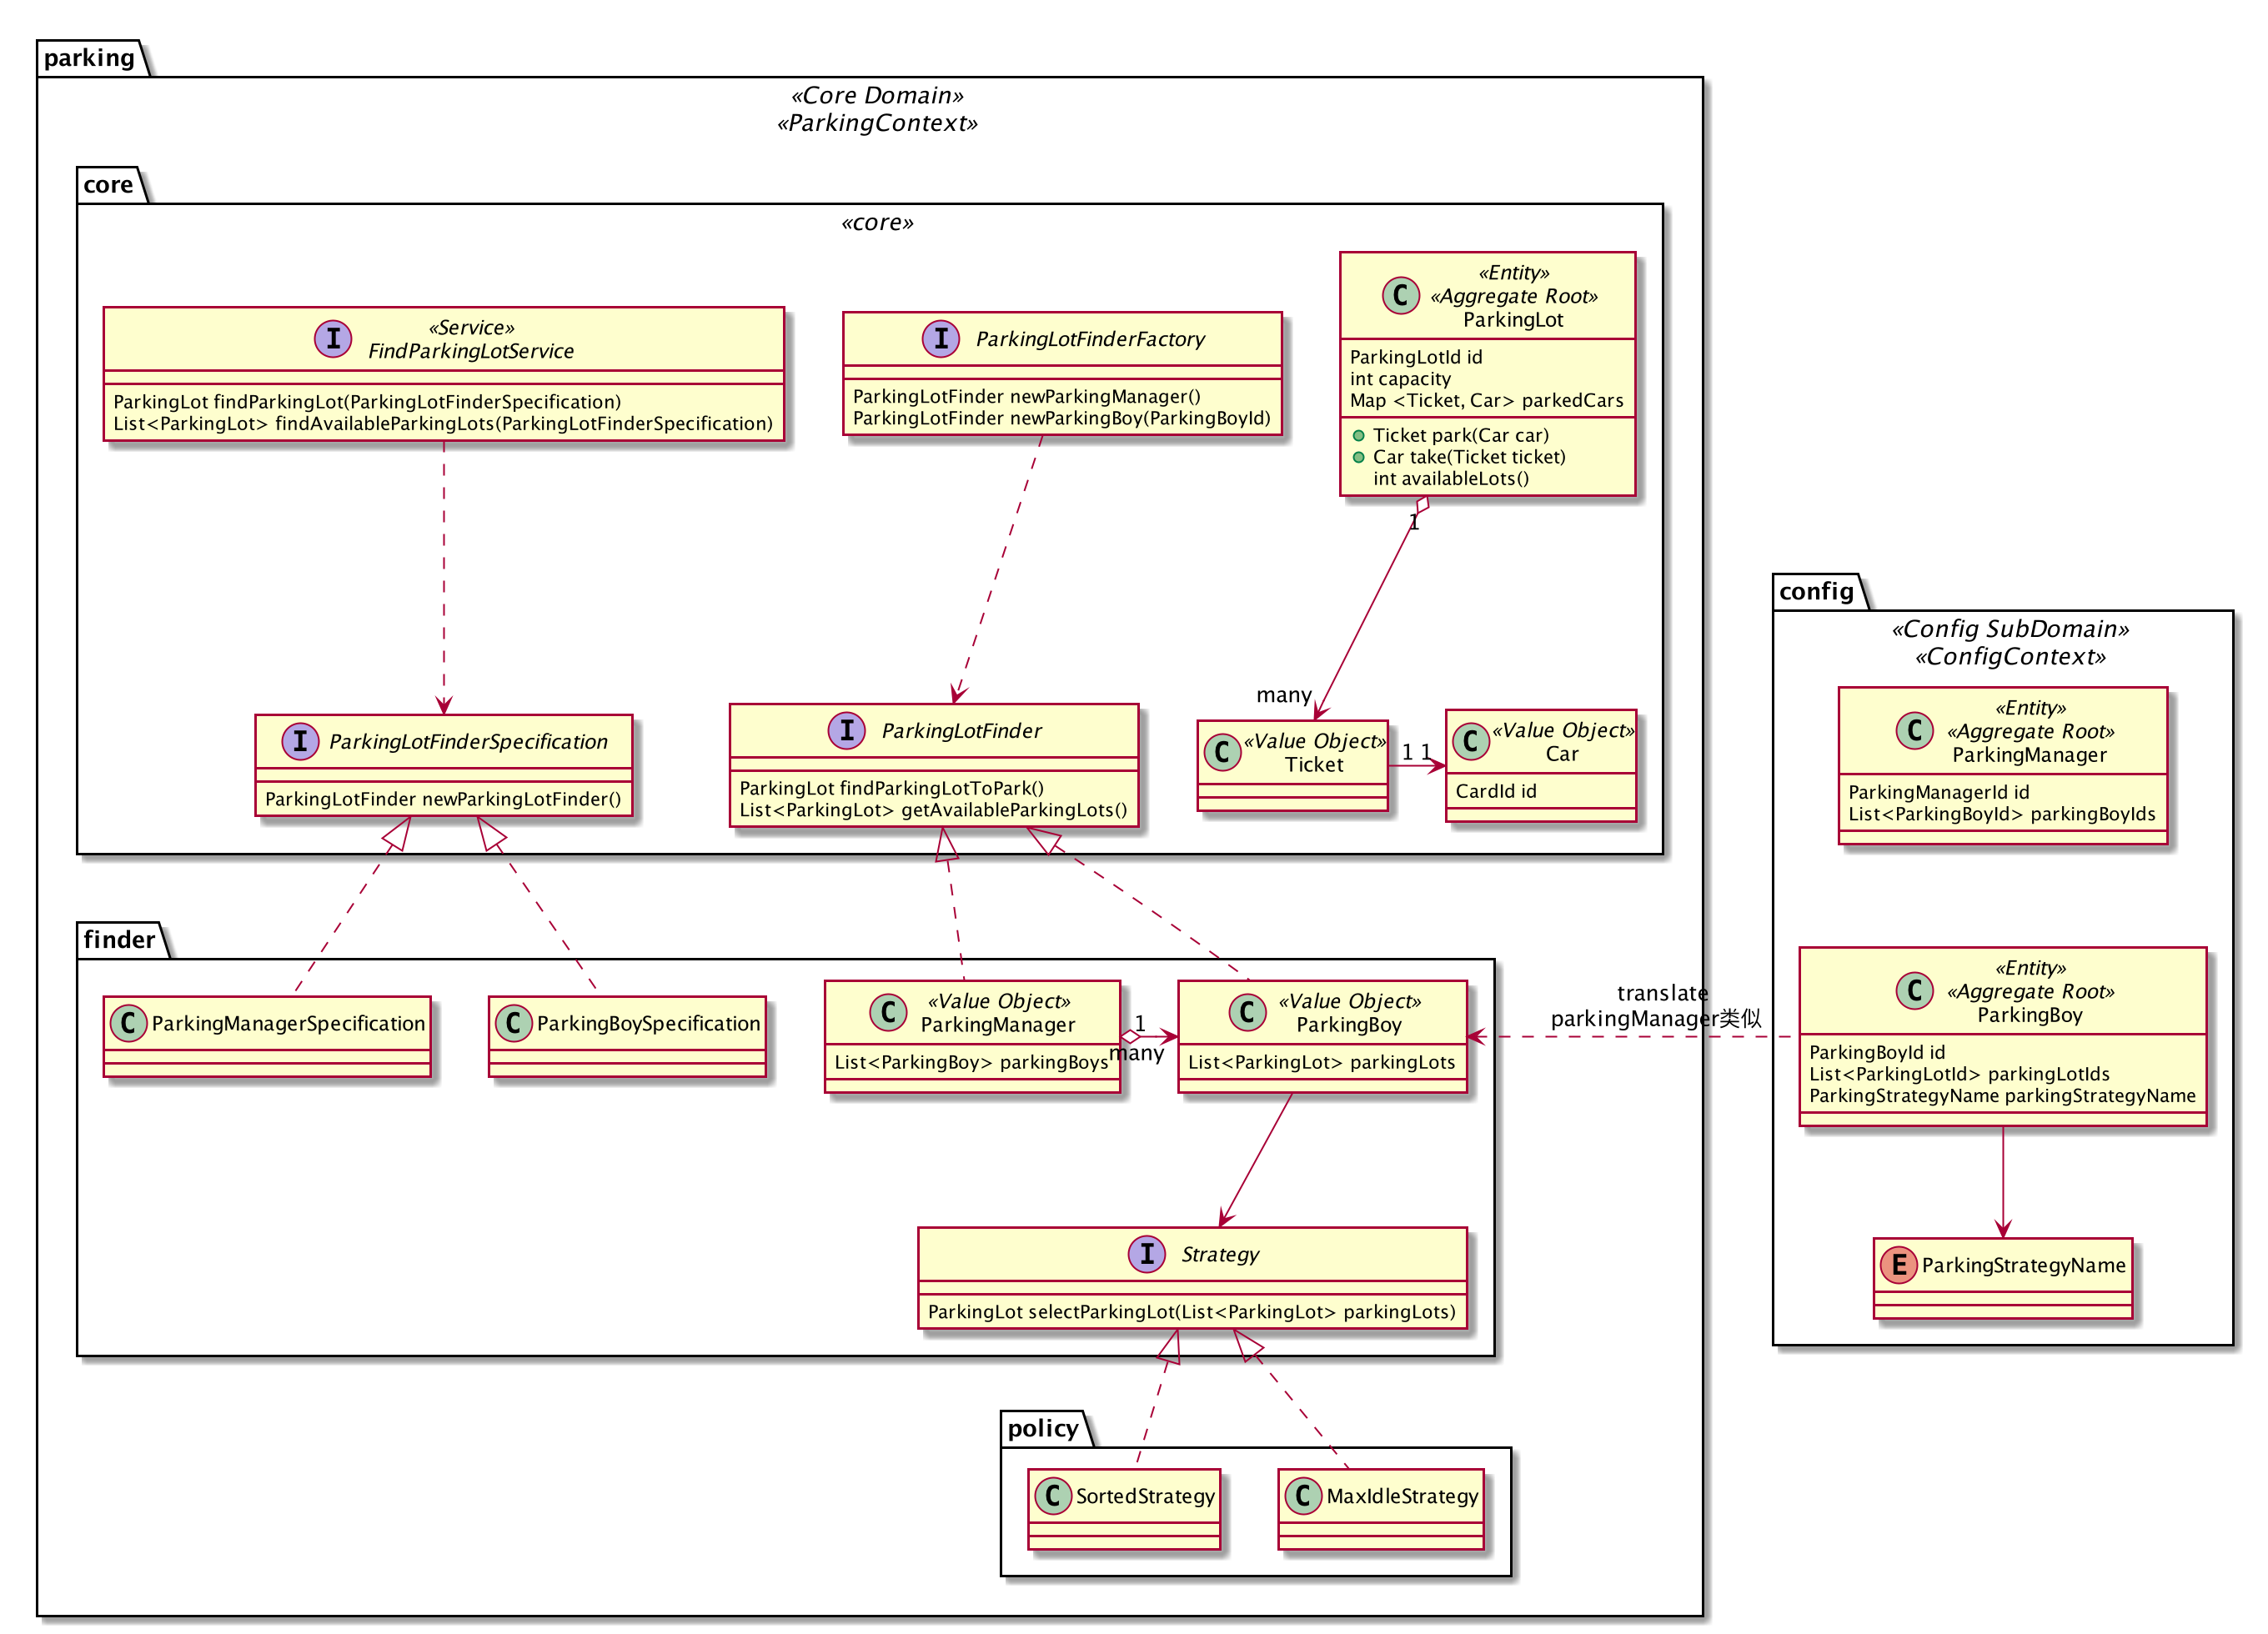 parking
«Core Domain»
«ParkingContext»
core
«core»
I
«Service»
FindParkingLotService
ParkingLot findParkingLot(ParkingLotFinderSpecification)
List<ParkingLot> findAvailableParkingLots(ParkingLotFinderSpecification)
I
ParkingLotFinderFactory
ParkingLotFinder newParkingManager()
ParkingLotFinder newParkingBoy(ParkingBoyId)
C
«Entity»
«Aggregate Root»
ParkingLot
ParkingLotId id
int capacity
Map <Ticket, Car> parkedCars
Ticket park(Car car)
Car take(Ticket ticket)
int availableLots()
1
many
I
ParkingLotFinderSpecification
ParkingLotFinder newParkingLotFinder()
I
ParkingLotFinder
ParkingLot findParkingLotToPark()
List<ParkingLot> getAvailableParkingLots()
C
«Value Object»
Ticket
1 1
C
«Value Object»
Car
CardId id
finder
C
ParkingManagerSpecification
C
ParkingBoySpecification
C
«Value Object»
ParkingManager
List<ParkingBoy> parkingBoys
1
many
C
«Value Object»
ParkingBoy
List<ParkingLot> parkingLots
I
Strategy
ParkingLot selectParkingLot(List<ParkingLot> parkingLots)
policy
C
SortedStrategy
C
MaxIdleStrategy
translate
parkingManager类似
config
«Config SubDomain»
«ConfigContext»
C
«Entity»
«Aggregate Root»
ParkingManager
ParkingManagerId id
List<ParkingBoyId> parkingBoyIds
C
«Entity»
«Aggregate Root»
ParkingBoy
ParkingBoyId id
List<ParkingLotId> parkingLotIds
ParkingStrategyName parkingStrategyName
E
ParkingStrategyName